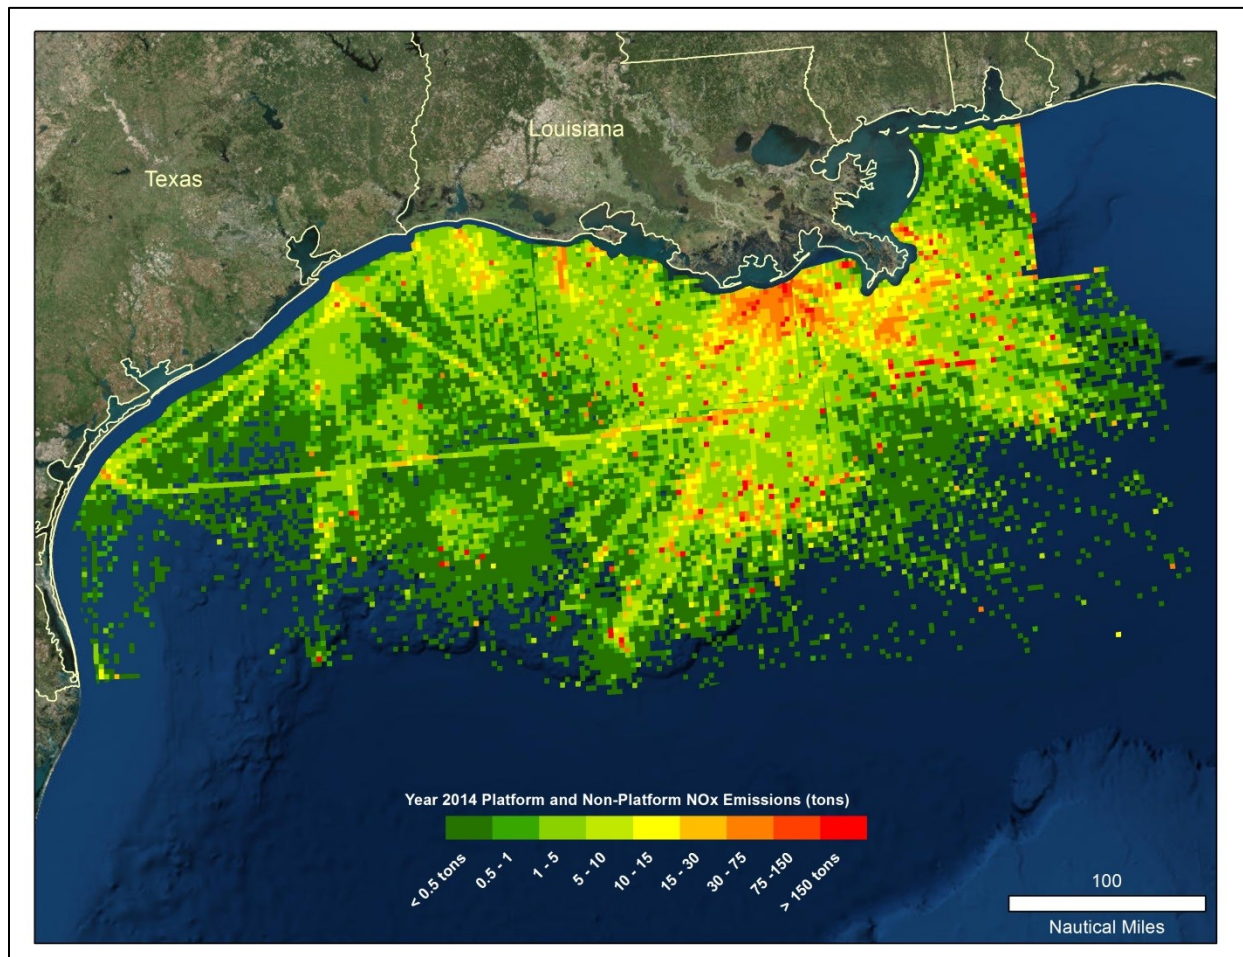 Louisiana
Texas
Year 2014 Platform and Non-Platform NOx Emissions (tons)
< 0.5 tons
0.5 - 1
1 - 5
5 - 10
10 - 15
15 - 30
30 - 75
75 -150
> 150 tons
100
Nautical Miles